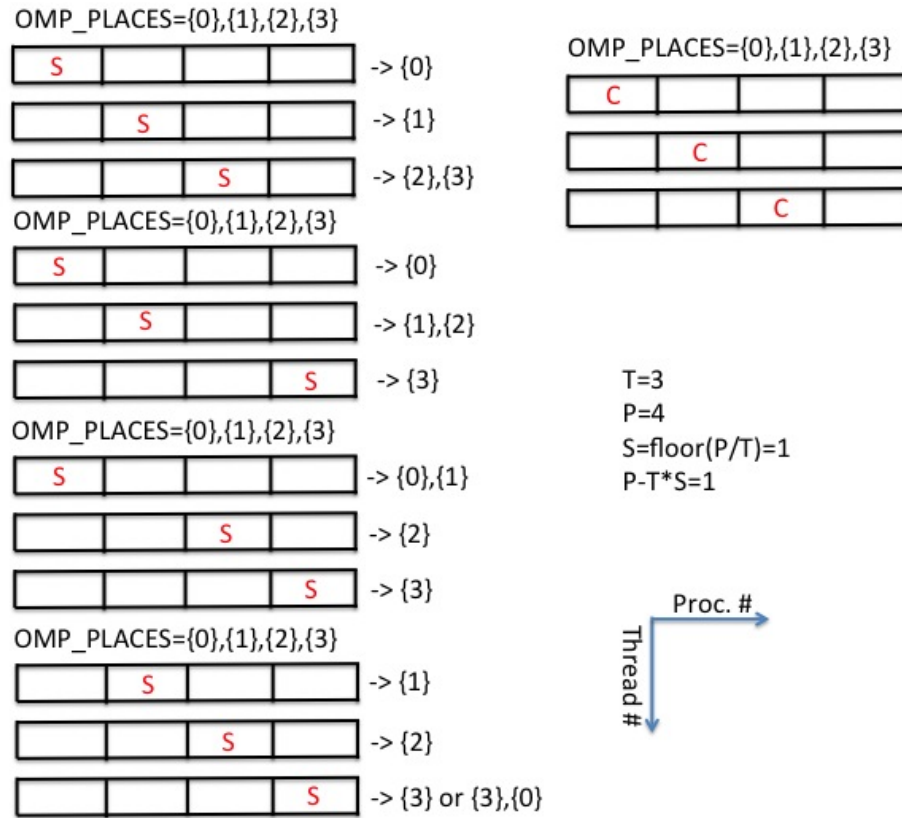 OMP_PLACES={0},{1},{2},{3}
S -> {0}
S -> {1}
S -> {2},{3}
OMP_PLACES={0},{1},{2},{3}
S -> {0}
S -> {1},{2}
S -> {3}
OMP_PLACES={0},{1},{2},{3}
S -> {0},{1}
S -> {2}
S -> {3}
OMP_PLACES={0},{1},{2},{3}
S -> {1}
S -> {2}
S -> {3} or {3},{0}
OMP_PLACES={0},{1},{2},{3}
C
C
C
T=3
P=4
S=floor(P/T)=1
P-T*S=1
Proc. #
Thread #